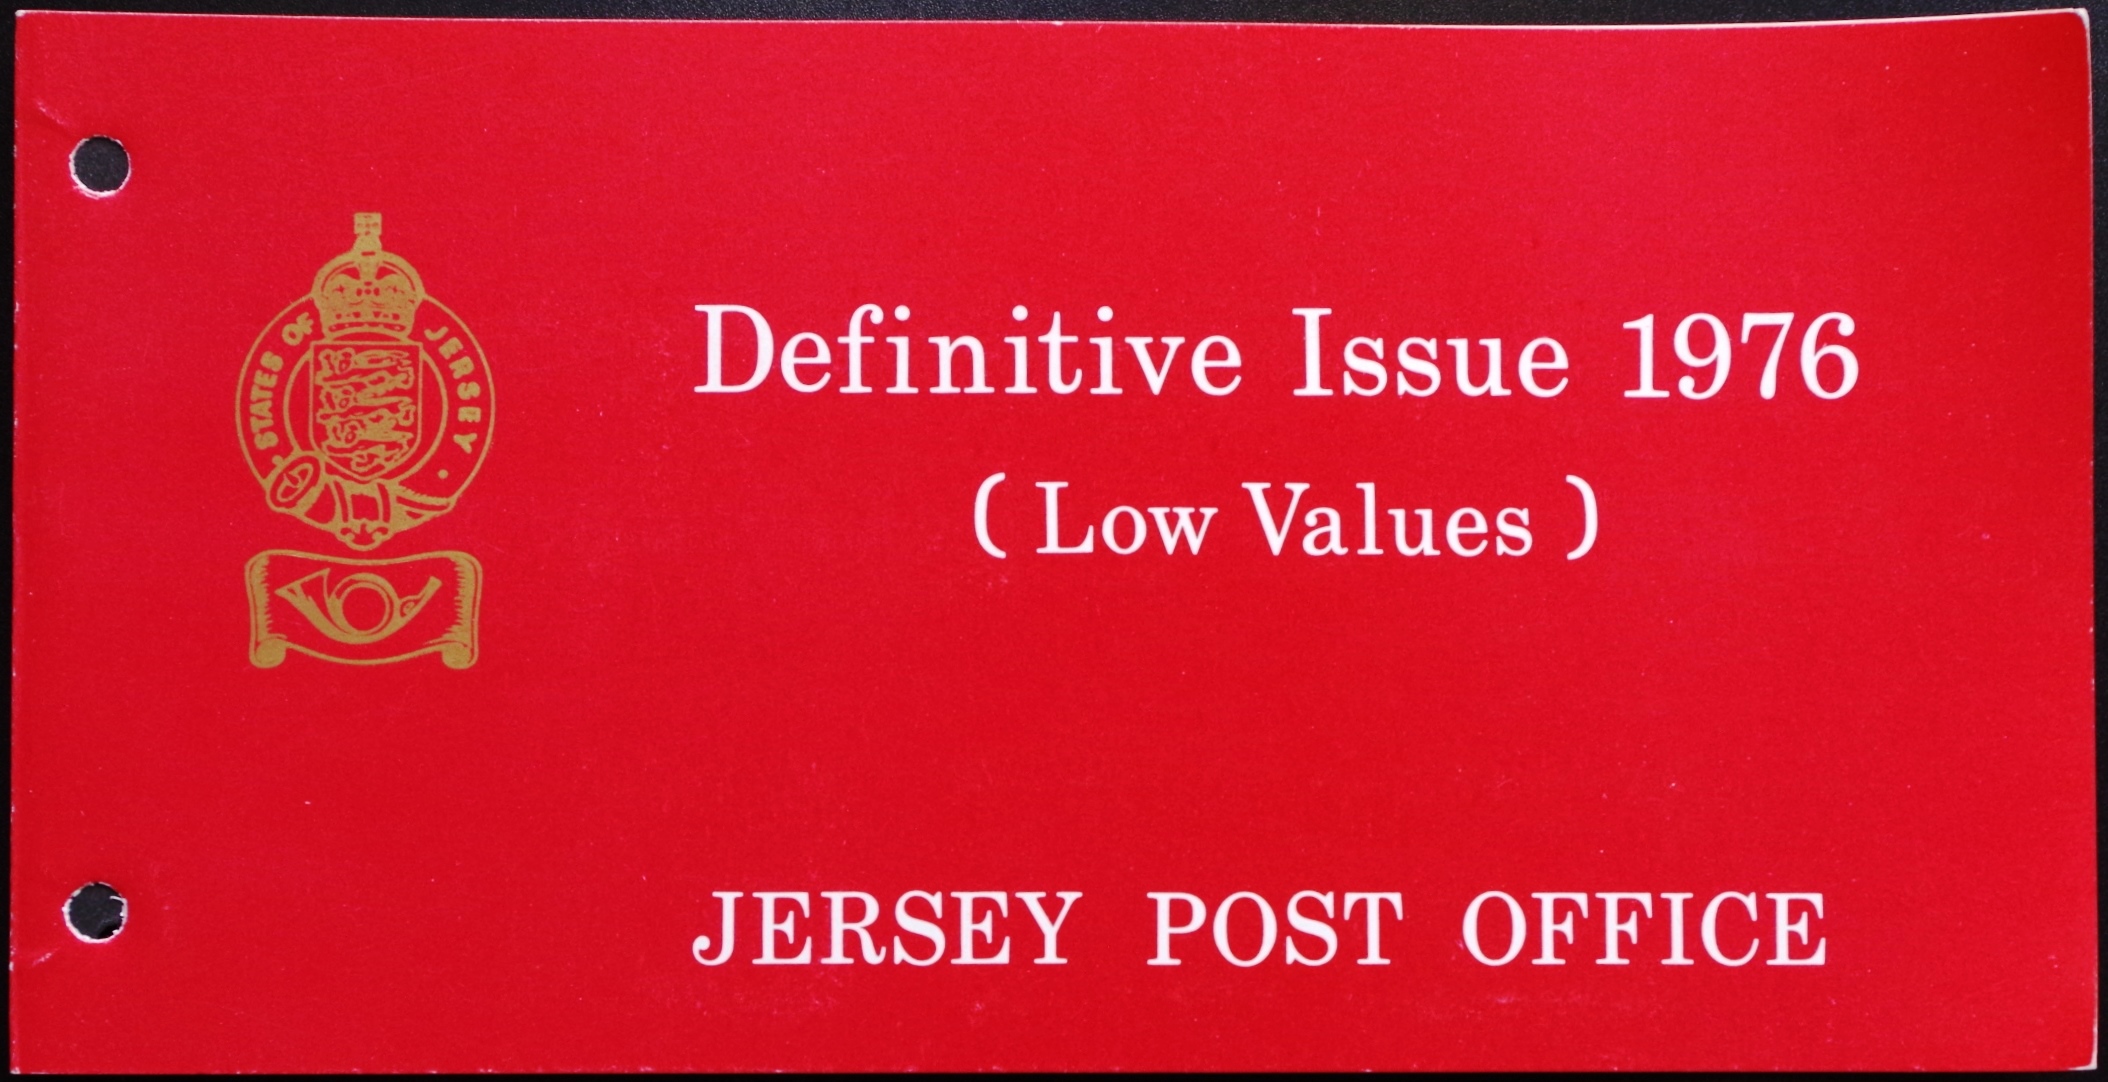 STATES OF JERSEY
Definitive Issue 1976
( Low Values )
JERSEY POST OFFICE